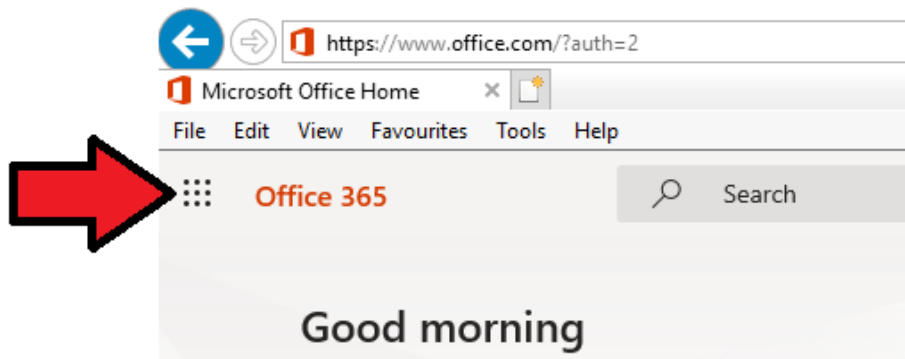 https://www.office.com/?auth=2
Microsoft Office Home
File Edit View Favourites Tools Help
Office 365 Search
Good morning